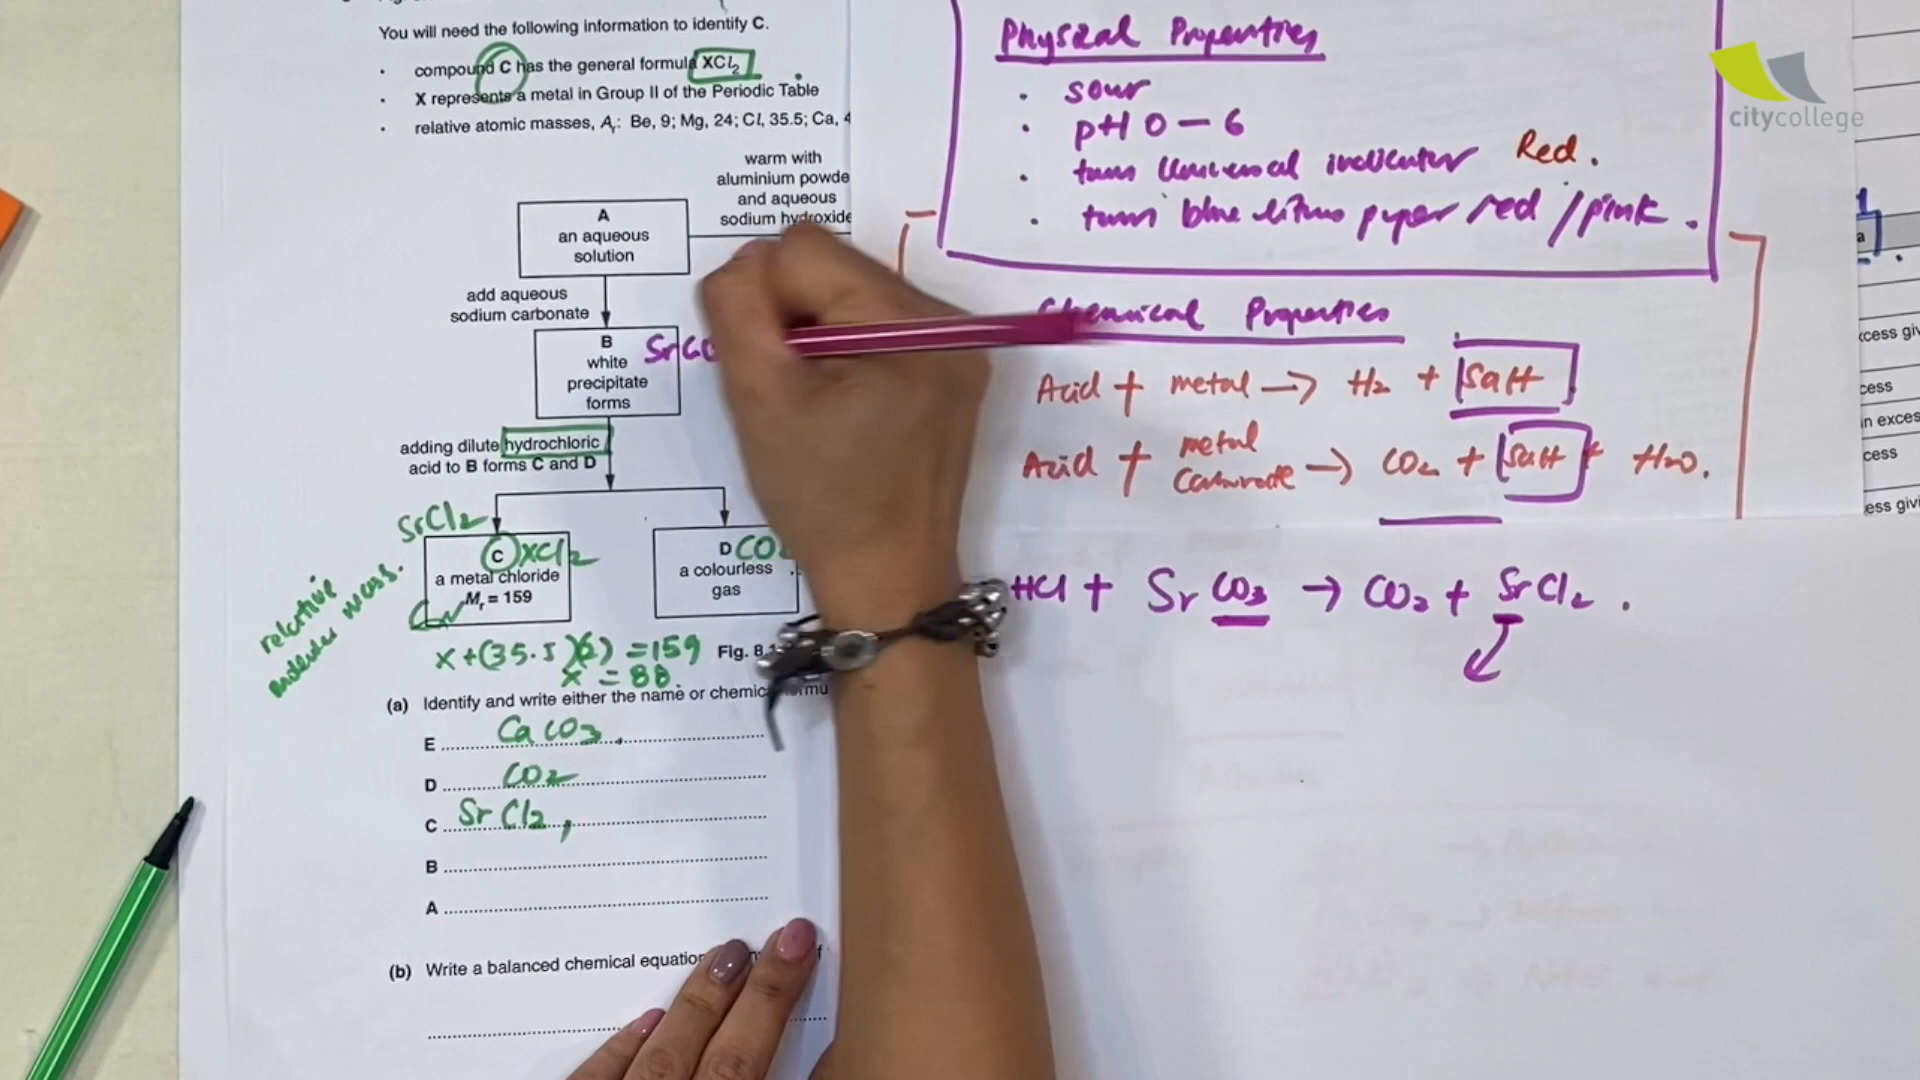 You will need the following information to identify C.
• compound C has the general formula XCl2
• X represents a metal in Group II of the Periodic Table
• relative atomic masses, Ar: Be, 9; Mg, 24; Cl, 35.5; Ca, 4
warm with
aluminium powde
and aqueous
sodium hydroxide
A
an aqueous
solution
add aqueous
sodium carbonate
B
white
precipitate
forms
SrCO
adding dilute hydrochloric
acid to B forms C and D
SrCl2
C XCl2
a metal chloride
Mr = 159
relative
molecular mass.
D CO2
a colourless
gas
x + (35.5)(2) = 159
x = 88.
Fig. 8.
(a) Identify and write either the name or chemic
E CaCO3
D CO2
C SrCl2,
B
A
(b) Write a balanced chemical equation
Physical Properties
• sour
• pH 0 - 6
• turns Universal indicator Red.
• turns blue litmus paper red / pink.
Chemical Properties
Acid + metal → H2 + salt
Acid + metal carbonate → CO2 + salt + H2O.
HCl + SrCO3 → CO2 + SrCl2.
citycollege
a
cess
n exces
cess